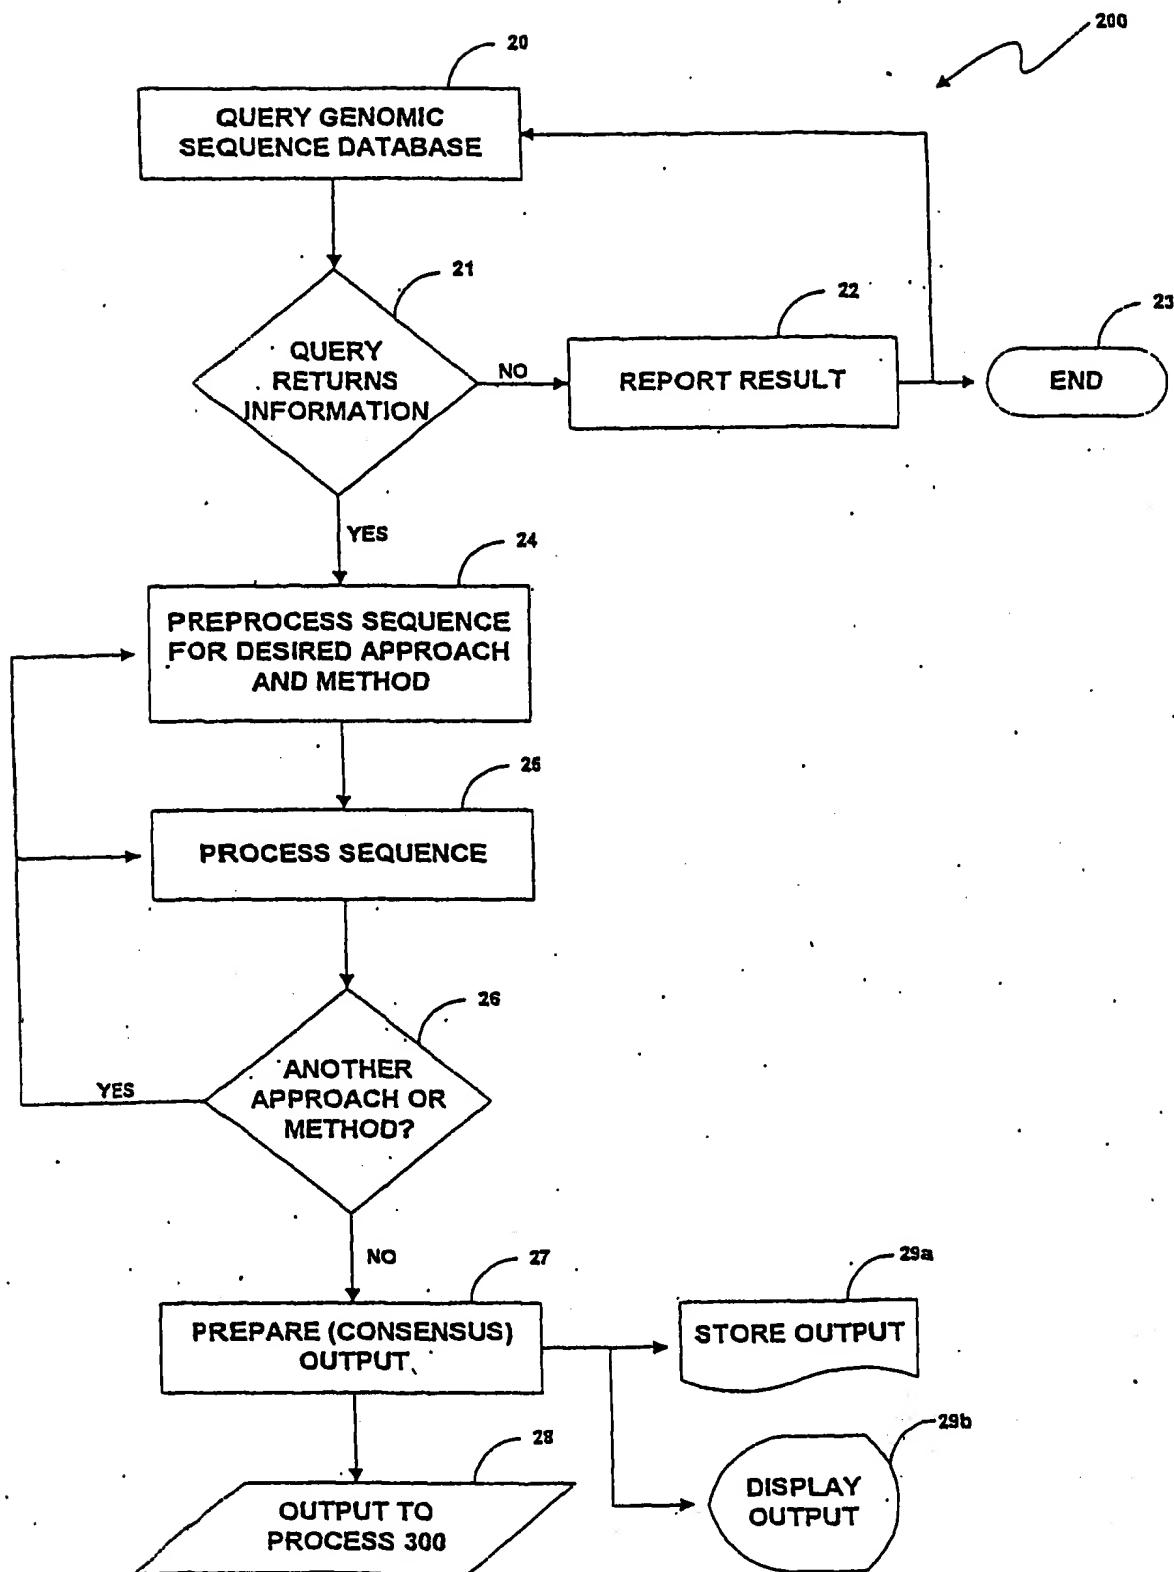 200
20
QUERY GENOMIC
SEQUENCE DATABASE
21
QUERY
RETURNS
INFORMATION
NO
22
REPORT RESULT
23
END
YES
24
PREPROCESS SEQUENCE
FOR DESIRED APPROACH
AND METHOD
25
PROCESS SEQUENCE
26
ANOTHER
APPROACH OR
METHOD?
YES
NO
27
PREPARE (CONSENSUS)
OUTPUT
29a
STORE OUTPUT
28
OUTPUT TO
PROCESS 300
29b
DISPLAY
OUTPUT